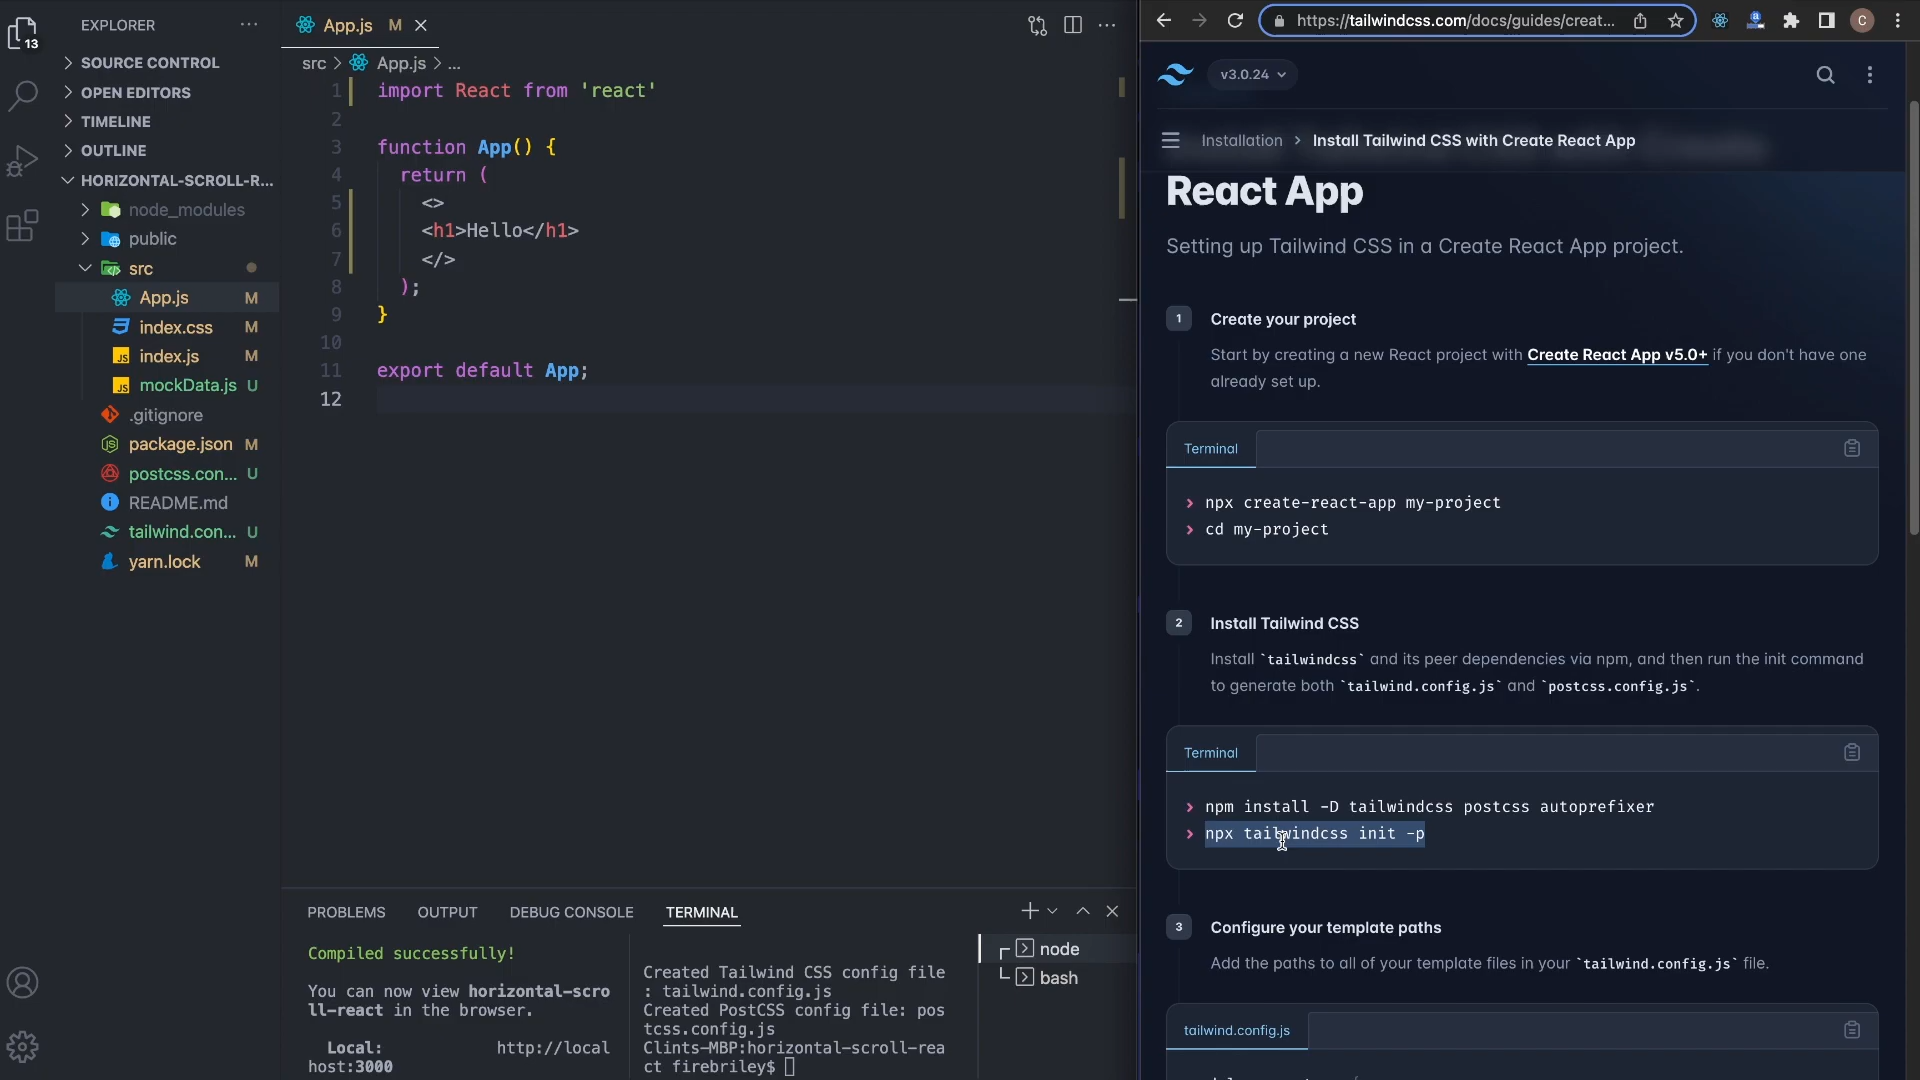 EXPLORER
13
SOURCE CONTROL
OPEN EDITORS
TIMELINE
OUTLINE
HORIZONTAL-SCROLL-R...
node_modules
public
src
App.js M
index.css M
index.js M
mockData.js U
.gitignore
package.json M
postcss.con... U
README.md
tailwind.con... U
yarn.lock M
App.js M
src > App.js > ...
1 import React from 'react'
2
3 function App() {
4 return (
5 <>
6 <h1>Hello</h1>
7 </>
8 );
9 }
10
11 export default App;
12
PROBLEMS OUTPUT DEBUG CONSOLE TERMINAL
Compiled successfully!
You can now view horizontal-scro
ll-react in the browser.
Local: http://local
host:3000
Created Tailwind CSS config file
: tailwind.config.js
Created PostCSS config file: pos
tcss.config.js
Clints-MBP:horizontal-scroll-rea
ct firebriley$
node
bash
https://tailwindcss.com/docs/guides/creat...
C
v3.0.24
Installation > Install Tailwind CSS with Create React App
React App
Setting up Tailwind CSS in a Create React App project.
1 Create your project
Start by creating a new React project with Create React App v5.0+ if you don't have one
already set up.
Terminal
> npx create-react-app my-project
> cd my-project
2 Install Tailwind CSS
Install `tailwindcss` and its peer dependencies via npm, and then run the init command
to generate both `tailwind.config.js` and `postcss.config.js`.
Terminal
> npm install -D tailwindcss postcss autoprefixer
> npx tailwindcss init -p
3 Configure your template paths
Add the paths to all of your template files in your `tailwind.config.js` file.
tailwind.config.js